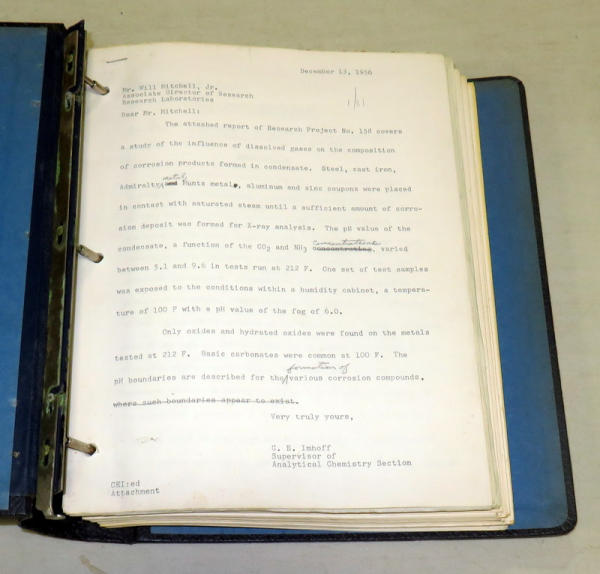 December 13, 1956
Mr. Will Mitchell, Jr.
Associate Director of Research
Research Laboratories
Dear Mr. Mitchell:
The attached report of Research Project No. 158 covers
a study of the influence of dissolved gases on the composition
of corrosion products formed in condensate. Steel, cast iron,
metal
Admiralty, and Muntz metals, aluminum and zinc coupons were placed
in contact with saturated steam until a sufficient amount of corro-
sion deposit was formed for X-ray analysis. The pH value of the
concentrations
condensate, a function of the CO2 and NH3 concentrating, varied
between 5.1 and 9.6 in tests run at 212 F. One set of test samples
was exposed to the conditions within a humidity cabinet, a tempera-
ture of 100 F with a pH value of the fog of 6.0.
Only oxides and hydrated oxides were found on the metals
tested at 212 F. Basic carbonates were common at 100 F. The
formation of
pH boundaries are described for the/various corrosion compounds,
where such boundaries appear to exist.
Very truly yours,
C. E. Imhoff
Supervisor of
Analytical Chemistry Section
CEI:ed
Attachment